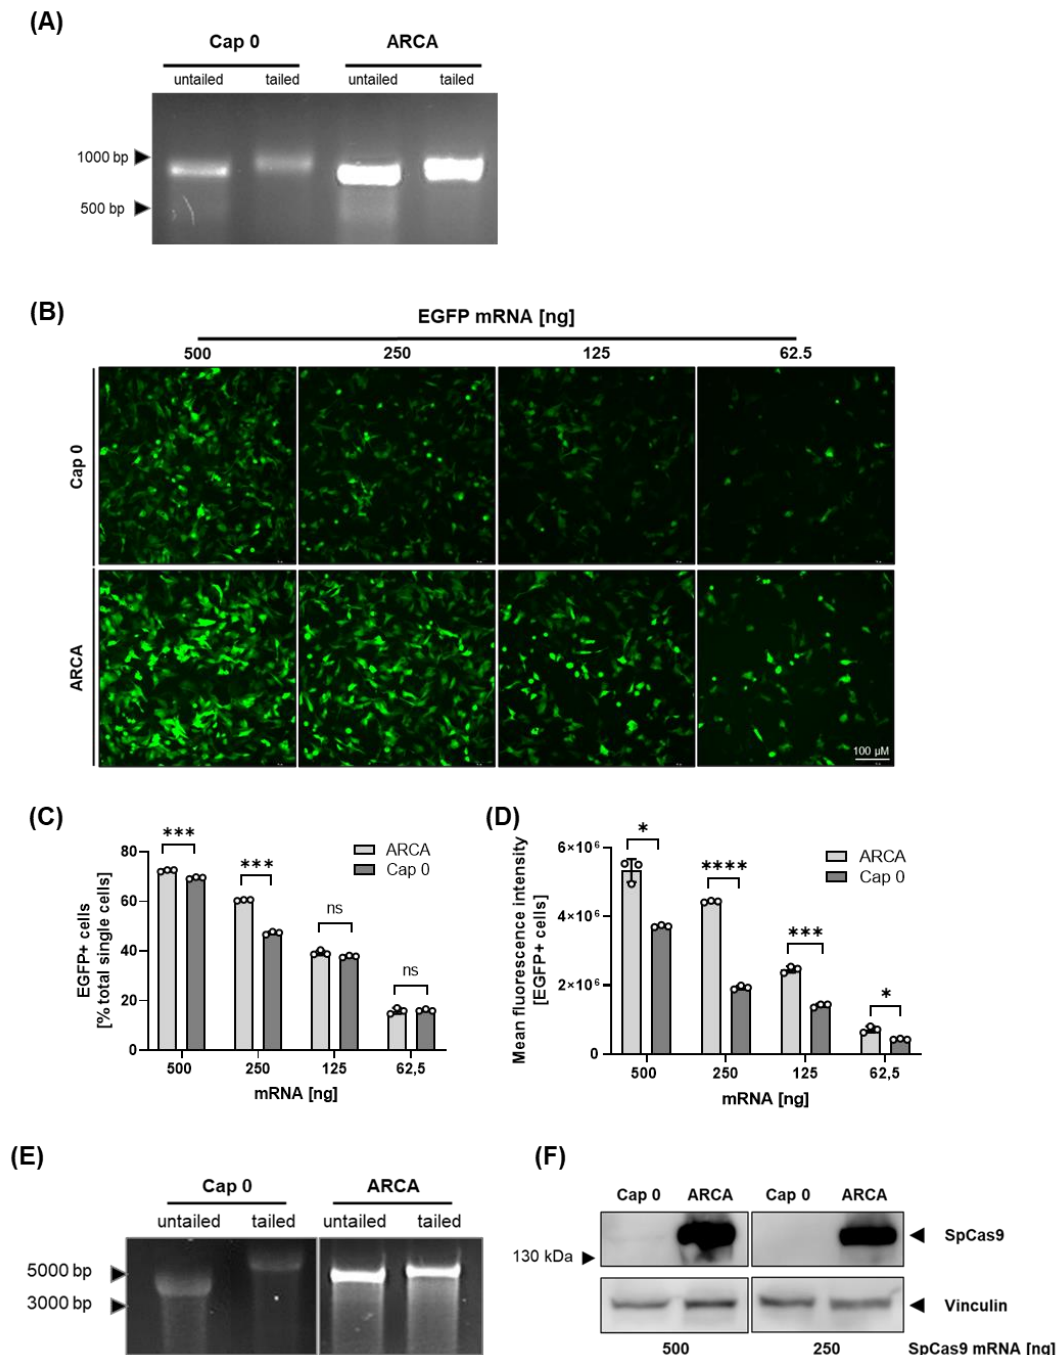 (A)
Cap 0 ARCA
untailed tailed untailed tailed
1000 bp
500 bp
(B)
EGFP mRNA [ng]
500 250 125 62.5
Cap 0
ARCA
100 µM
(C)
EGFP+ cells
[% total single cells]
80
60
40
20
0
*** *** ns ns
ARCA
Cap 0
500 250 125 62,5
mRNA [ng]
(D)
Mean fluorescence intensity
[EGFP+ cells]
6×10⁶
4×10⁶
2×10⁶
0
* **** *** *
ARCA
Cap 0
500 250 125 62,5
mRNA [ng]
(E)
Cap 0 ARCA
untailed tailed untailed tailed
5000 bp
3000 bp
(F)
Cap 0 ARCA Cap 0 ARCA
SpCas9
130 kDa
Vinculin
500 250 SpCas9 mRNA [ng]